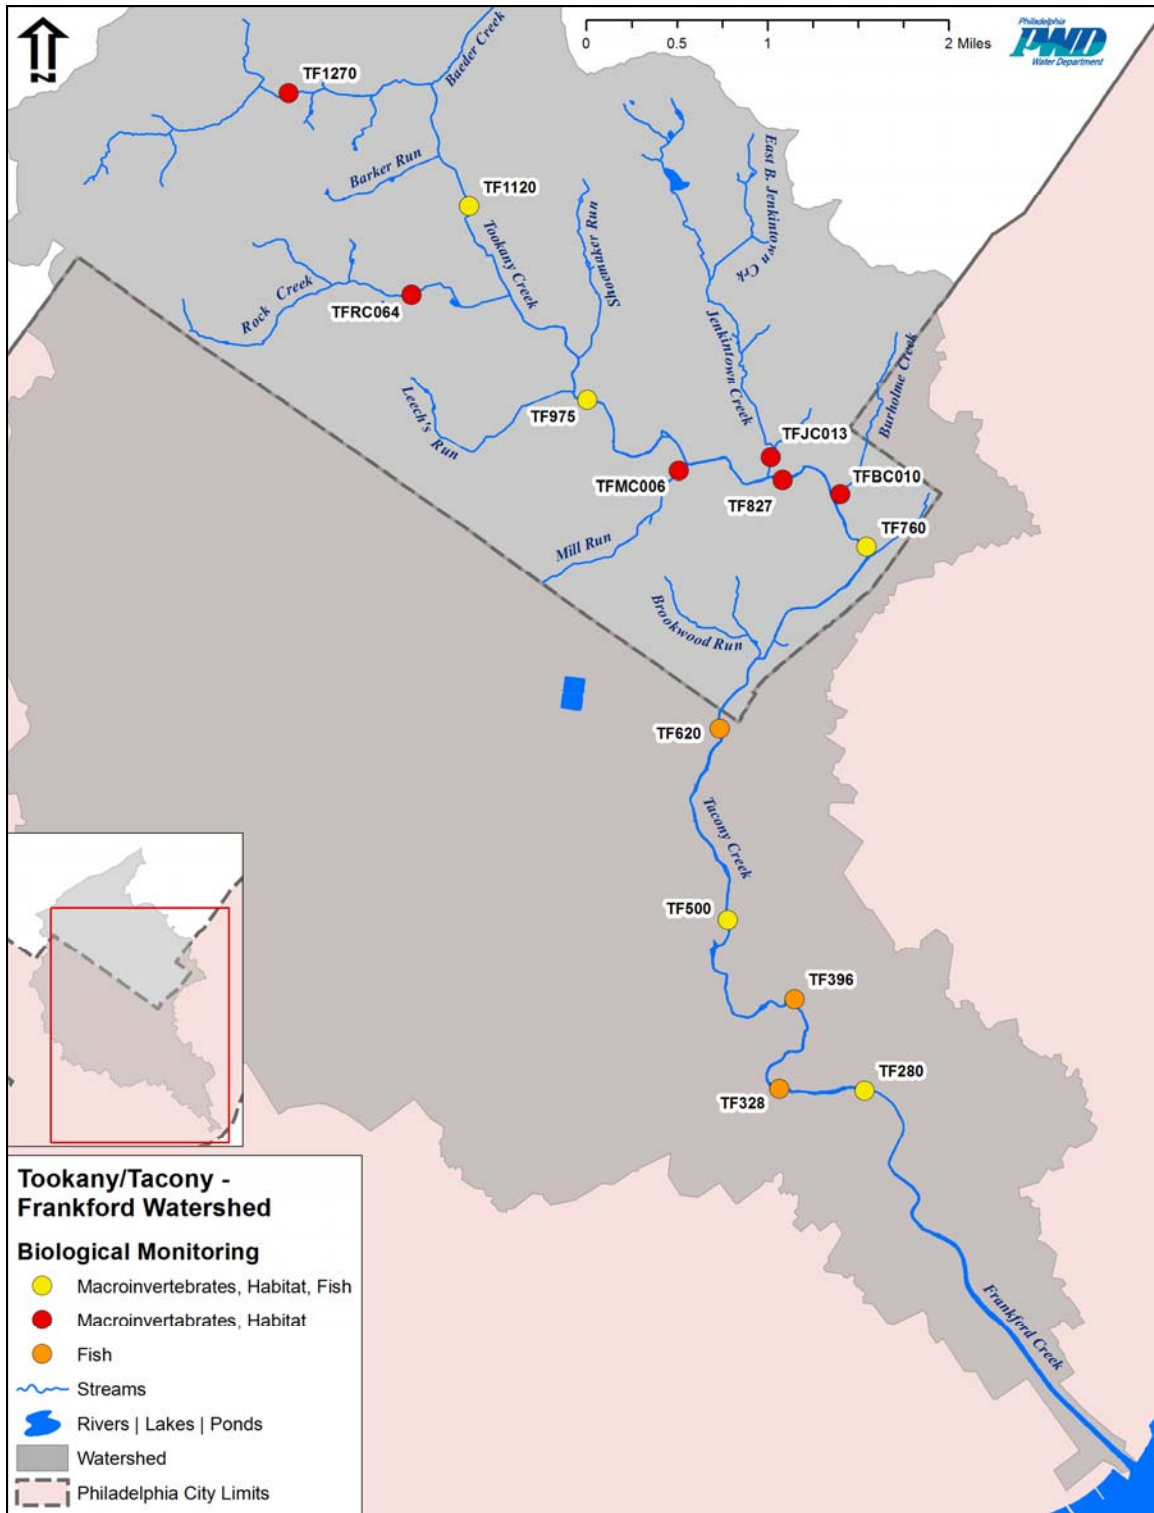 N
0
0.5
1
2 Miles
Philadelphia
PWD
Water Department
Baeder Creek
TF1270
Barker Run
TF1120
Tookany Creek
Shoemaker Run
East B. Jenkintown Crk
Rock Creek
TFRC064
Jenkintown Creek
Burholme Creek
Leech's Run
TF975
TFJC013
TFMC006
TF827
TFBC010
TF760
Mill Run
Brookwood Run
TF620
Tacony Creek
TF500
TF396
TF328
TF280
Frankford Creek
Tookany/Tacony -
Frankford Watershed
Biological Monitoring
Macroinvertebrates, Habitat, Fish
Macroinvertabrates, Habitat
Fish
Streams
Rivers | Lakes | Ponds
Watershed
Philadelphia City Limits